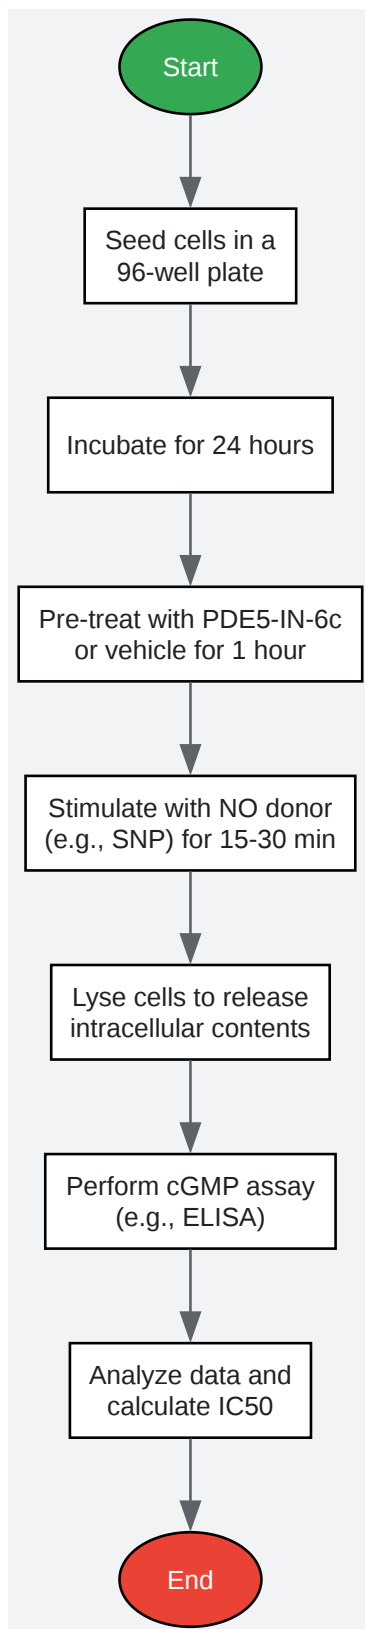 Start
Seed cells in a
96-well plate
Incubate for 24 hours
Pre-treat with PDE5-IN-6c
or vehicle for 1 hour
Stimulate with NO donor
(e.g., SNP) for 15-30 min
Lyse cells to release
intracellular contents
Perform cGMP assay
(e.g., ELISA)
Analyze data and
calculate IC50
End